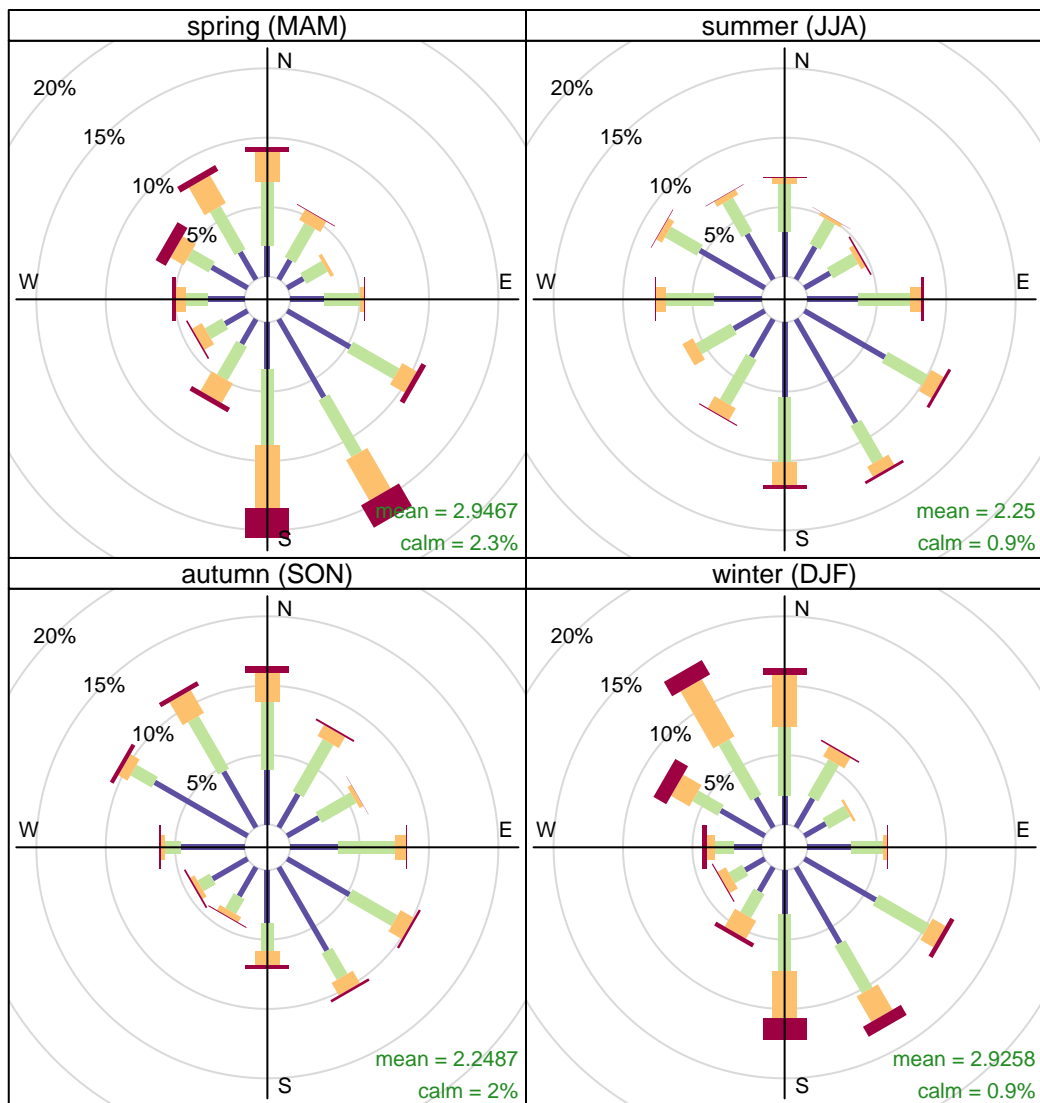 spring (MAM)
N
20%
15%
10%
5%
W
E
S
mean = 2.9467
calm = 2.3%
summer (JJA)
N
20%
15%
10%
5%
W
E
S
mean = 2.25
calm = 0.9%
autumn (SON)
N
20%
15%
10%
5%
W
E
S
mean = 2.2487
calm = 2%
winter (DJF)
N
20%
15%
10%
5%
W
E
S
mean = 2.9258
calm = 0.9%